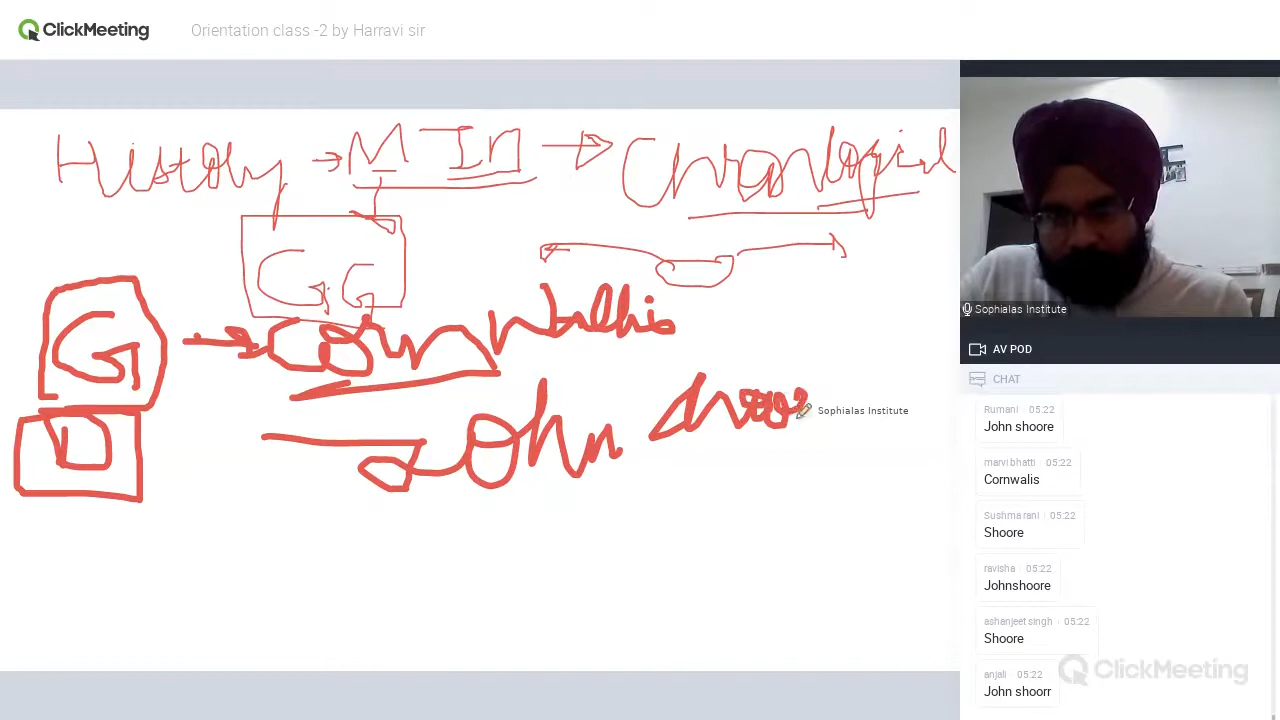 ClickMeeting Orientation class -2 by Harravi sir
History → M In → Chronlogical
G.G
G → Cornwallis
D John
Sophialas Institute
Sophialas Institute
AV POD
CHAT
Rumani 05:22
John shoore
marvi bhatti 05:22
Cornwalis
Sushma rani 05:22
Shoore
ravisha 05:22
Johnshoore
ashanjeet singh 05:22
Shoore
anjali 05:22
John shoorr
ClickMeeting